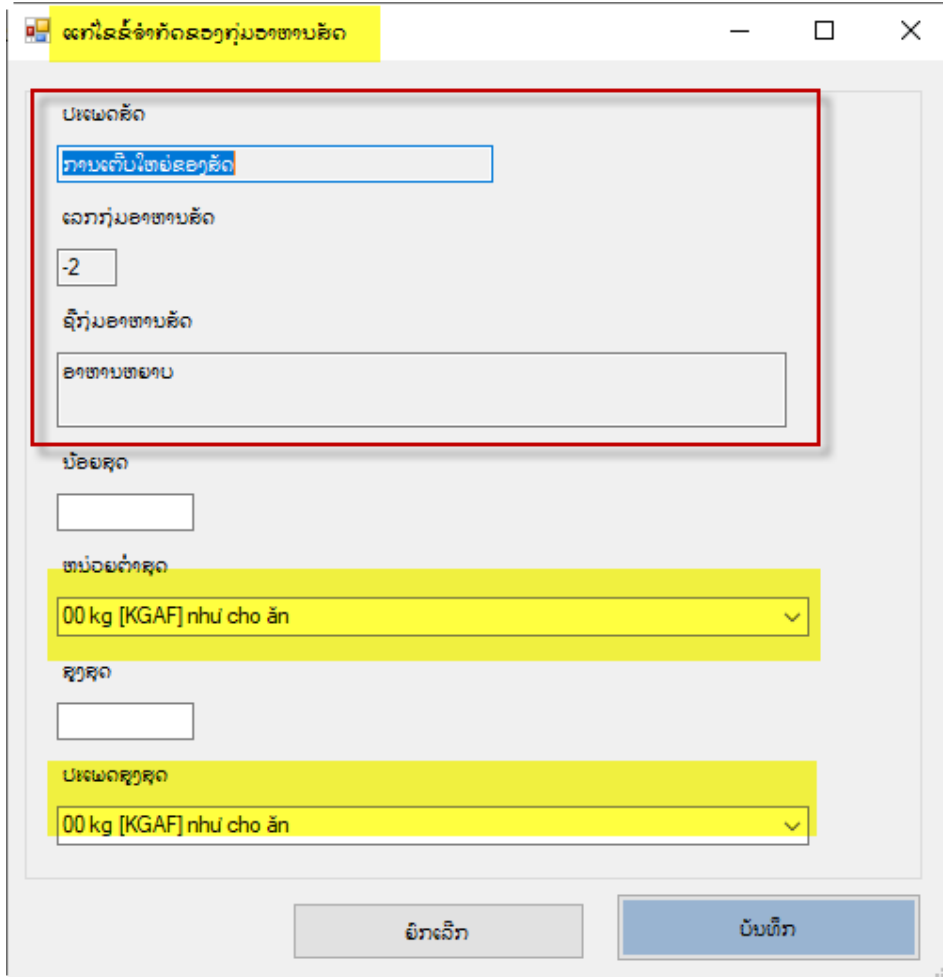 ແກ້ໄຂຂໍ້ຈຳກັດຂອງກຸ່ມອາຫານສັດ
ປະເພດສັດ
ການເຕີບໃຫຍ່ຂອງສັດ
ເລກກຸ່ມອາຫານສັດ
-2
ຊື່ກຸ່ມອາຫານສັດ
ອາຫານຫຍາບ
ນ້ອຍສຸດ
ຫນ່ວຍຕ່ຳສຸດ
00 kg [KGAF] như cho ăn
ສູງສຸດ
ປະເພດສູງສຸດ
00 kg [KGAF] như cho ăn
ຍົກເລີກ
ບັນທຶກ